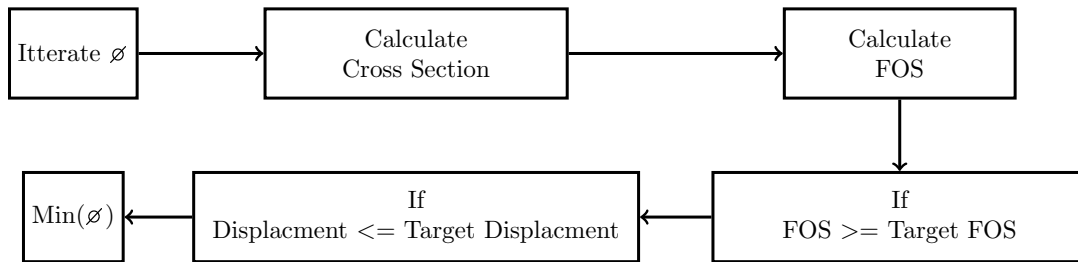 Itterate ⌀
Calculate
Cross Section
Calculate
FOS
If
FOS >= Target FOS
If
Displacment <= Target Displacment
Min(⌀)